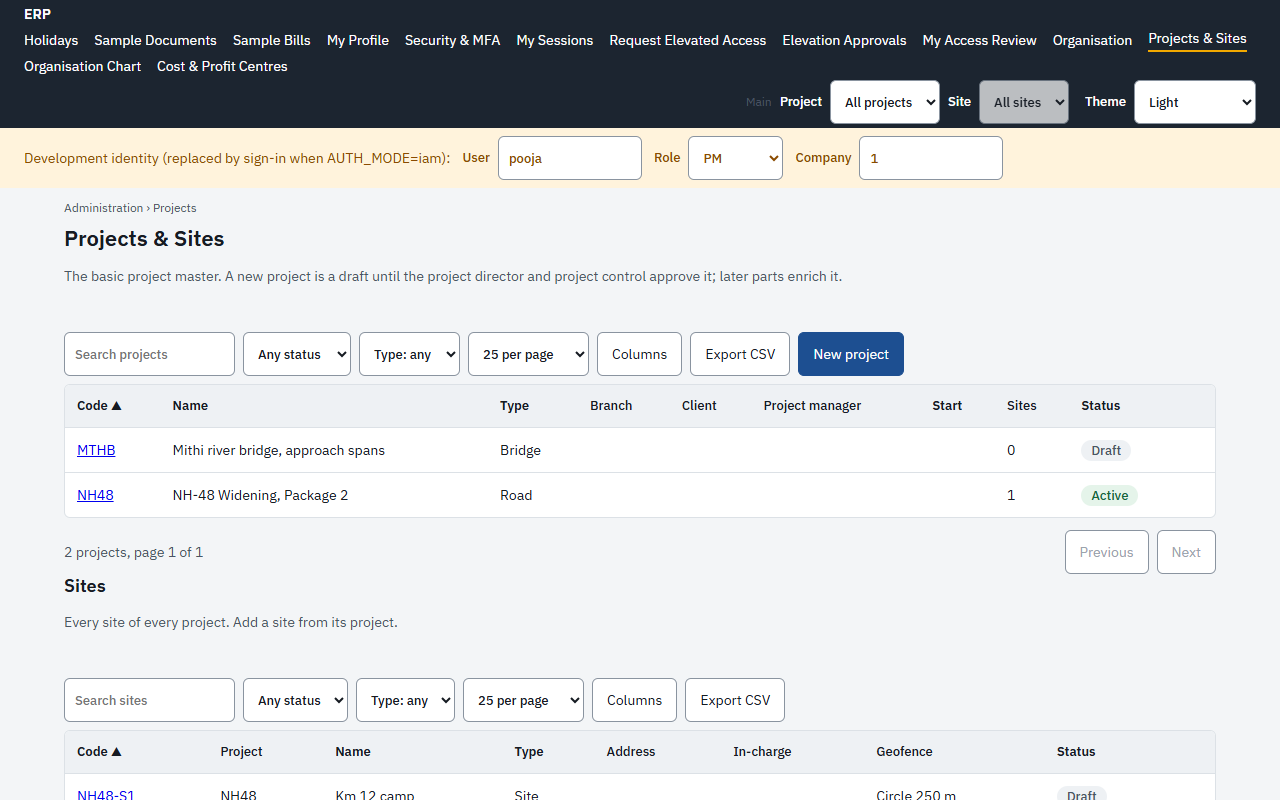 ERP
Holidays Sample Documents Sample Bills My Profile Security & MFA My Sessions Request Elevated Access Elevation Approvals My Access Review Organisation Projects & Sites
Organisation Chart Cost & Profit Centres
Main Project All projects Site All sites Theme Light
Development identity (replaced by sign-in when AUTH_MODE=iam): User pooja Role PM Company 1
Administration › Projects
Projects & Sites
The basic project master. A new project is a draft until the project director and project control approve it; later parts enrich it.
Search projects Any status Type: any 25 per page Columns Export CSV New project
Code ▲ Name Type Branch Client Project manager Start Sites Status
MTHB Mithi river bridge, approach spans Bridge 0 Draft
NH48 NH-48 Widening, Package 2 Road 1 Active
2 projects, page 1 of 1 Previous Next
Sites
Every site of every project. Add a site from its project.
Search sites Any status Type: any 25 per page Columns Export CSV
Code ▲ Project Name Type Address In-charge Geofence Status
NH48-S1 NH48 Km 12 camp Site Circle 250 m Draft